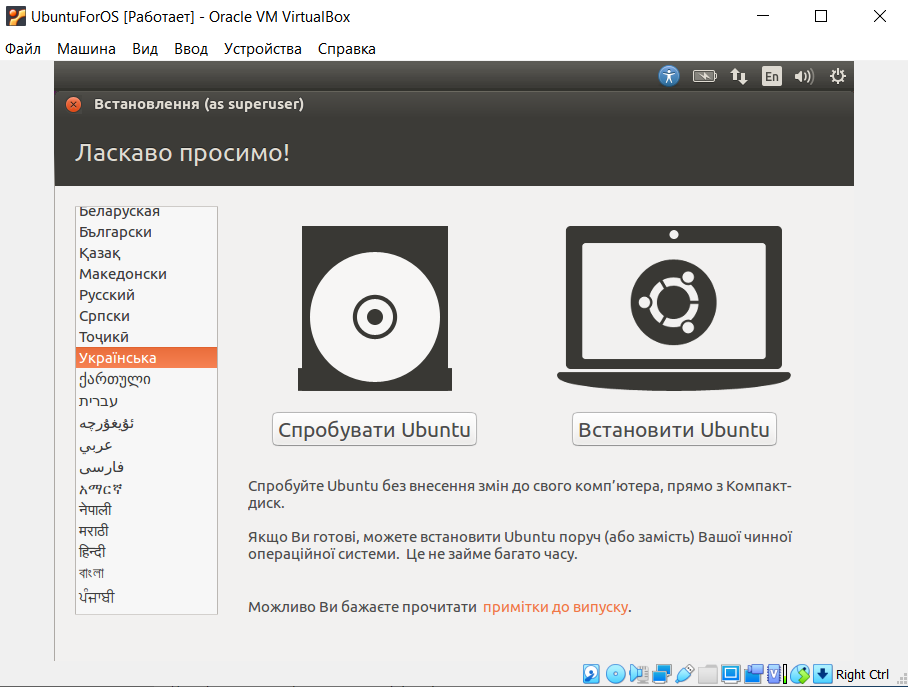 UbuntuForOS [Работает] - Oracle VM VirtualBox
Файл Машина Вид Ввод Устройства Справка
En
Встановлення (as superuser)
Ласкаво просимо!
Беларуская
Български
Қазақ
Македонски
Русский
Српски
Тоҷикӣ
Українська
ქართული
עברית
ئۇيغۇرچە
عربي
فارسی
አማርኛ
नेपाली
मराठी
हिन्दी
বাংলা
ਪੰਜਾਬੀ
Спробувати Ubuntu
Встановити Ubuntu
Спробуйте Ubuntu без внесення змін до свого комп’ютера, прямо з Компакт-
диск.
Якщо Ви готові, можете встановити Ubuntu поруч (або замість) Вашої чинної
операційної системи. Це не займе багато часу.
Можливо Ви бажаєте прочитати примітки до випуску.
Right Ctrl